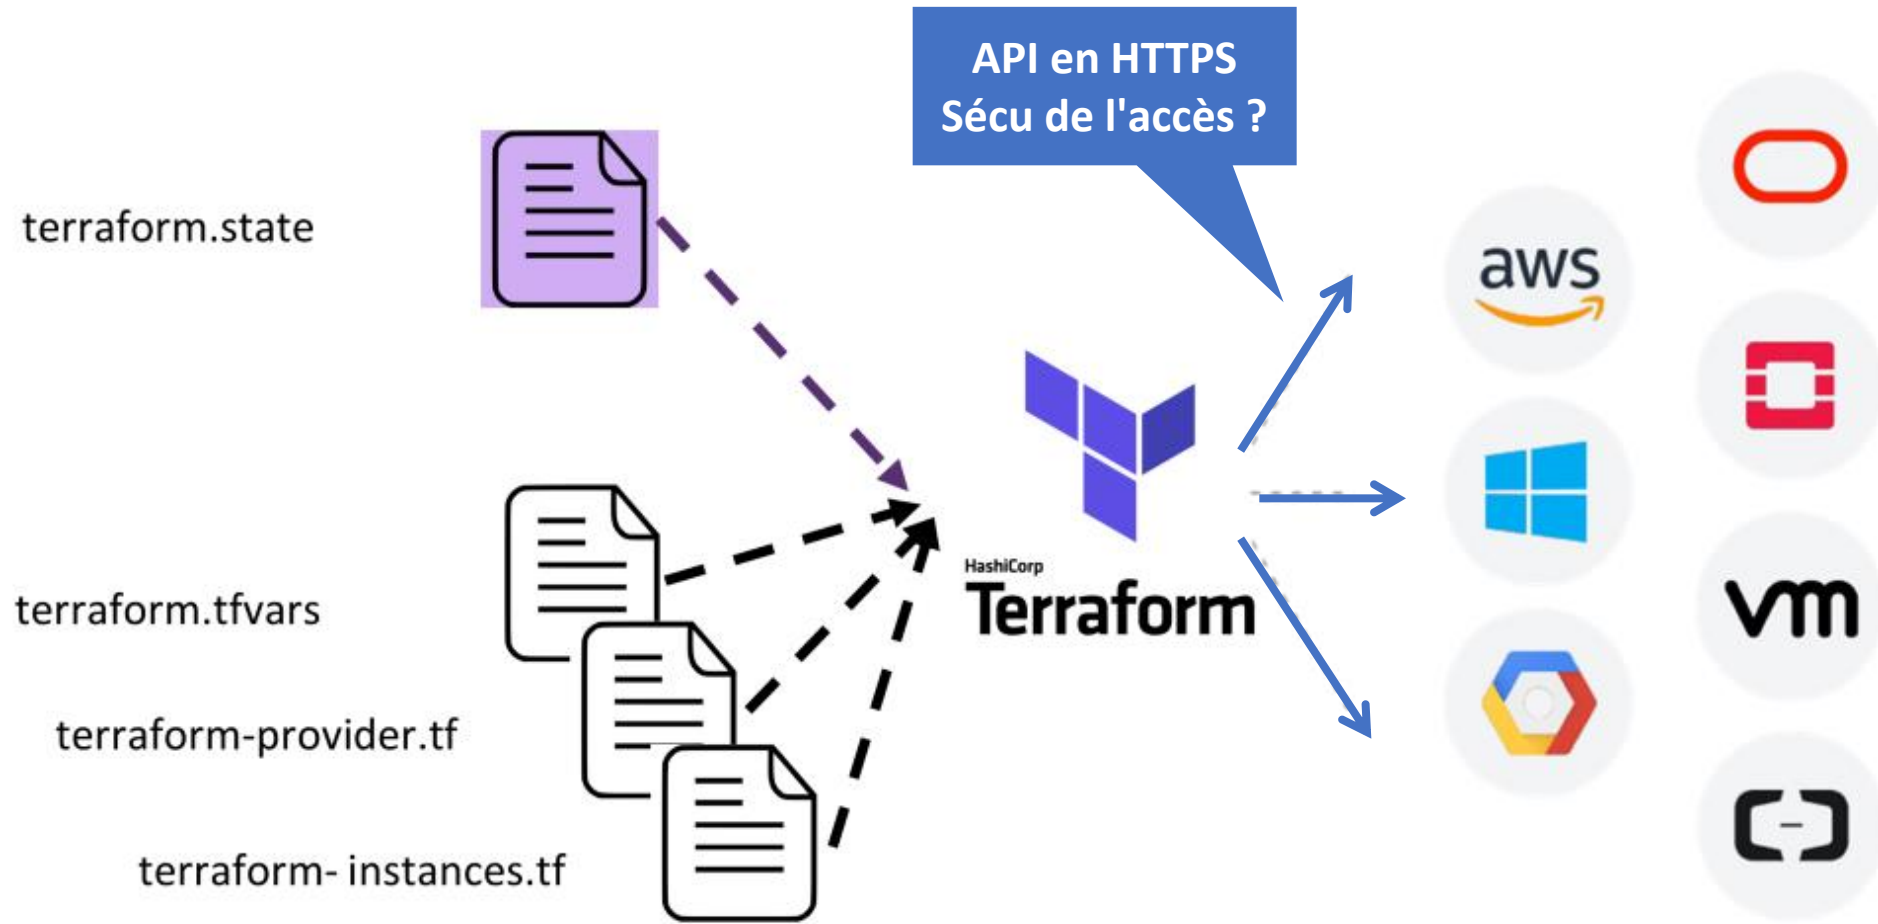 API en HTTPS
Sécu de l'accès ?
terraform.state
aws
HashiCorp
Terraform
terraform.tfvars
vm
terraform-provider.tf
terraform- instances.tf